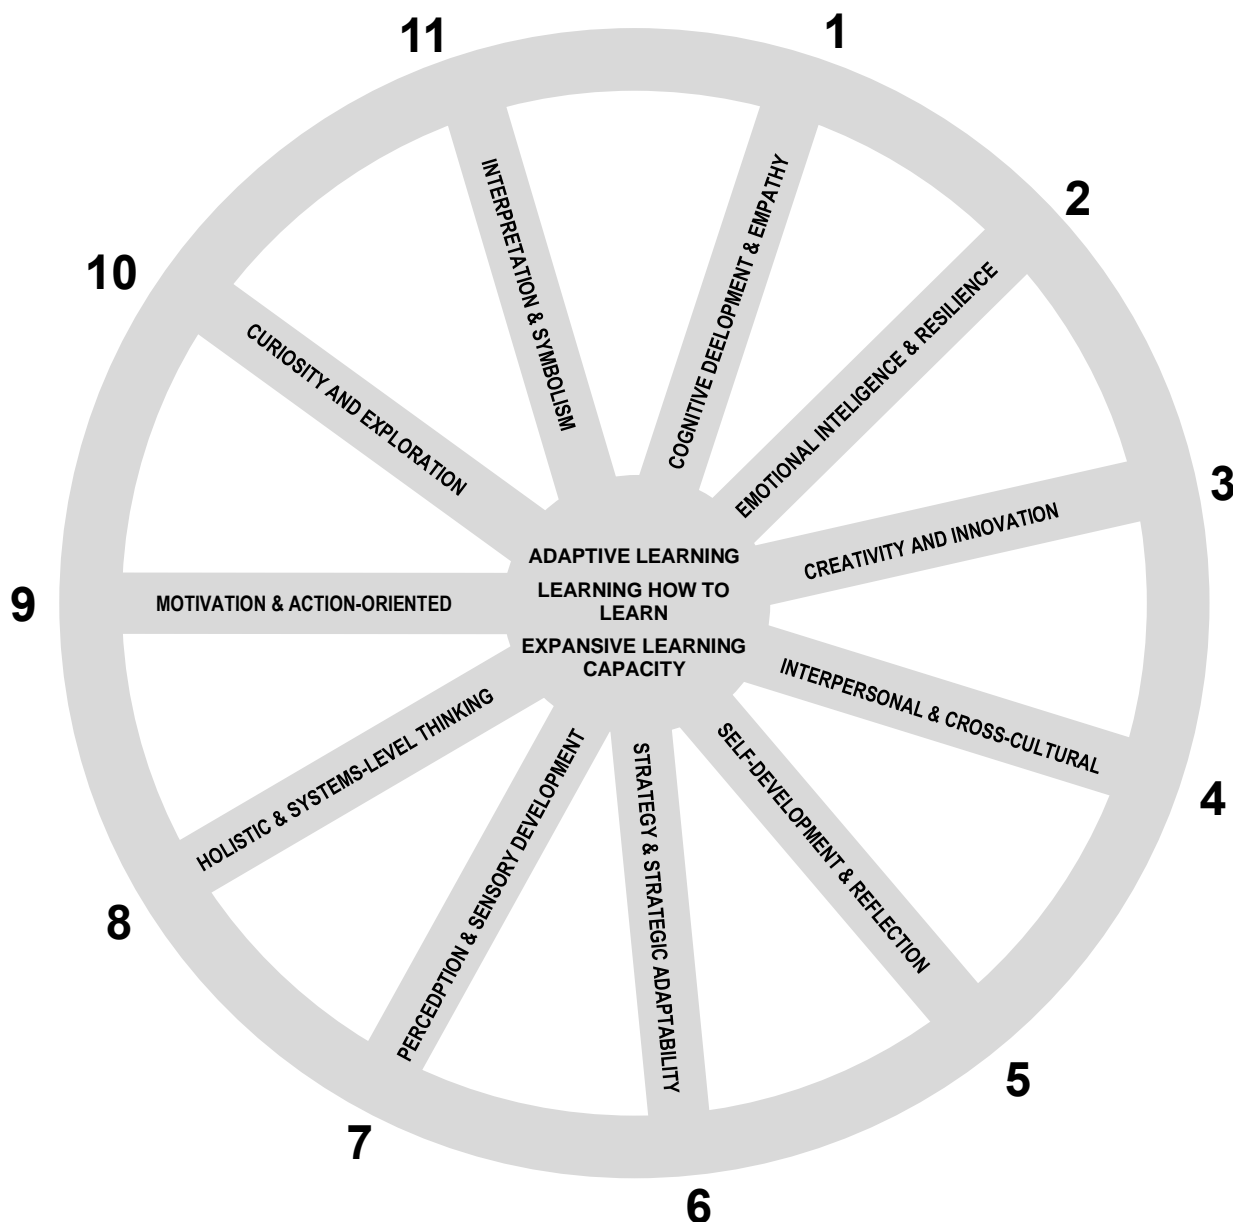 11
1
2
10
3
9
4
8
5
7
6
INTERPRETATION & SYMBOLISM
COGNITIVE DEELOPMENT & EMPATHY
EMOTIONAL INTELIGENCE & RESILIENCE
CREATIVITY AND INNOVATION
INTERPERSONAL & CROSS-CULTURAL
SELF-DEVELOPMENT & REFLECTION
STRATEGY & STRATEGIC ADAPTABILITY
PERCEDPTION & SENSORY DEVELOPMENT
HOLISTIC & SYSTEMS-LEVEL THINKING
MOTIVATION & ACTION-ORIENTED
CURIOSITY AND EXPLORATION
ADAPTIVE LEARNING
LEARNING HOW TO
LEARN
EXPANSIVE LEARNING
CAPACITY